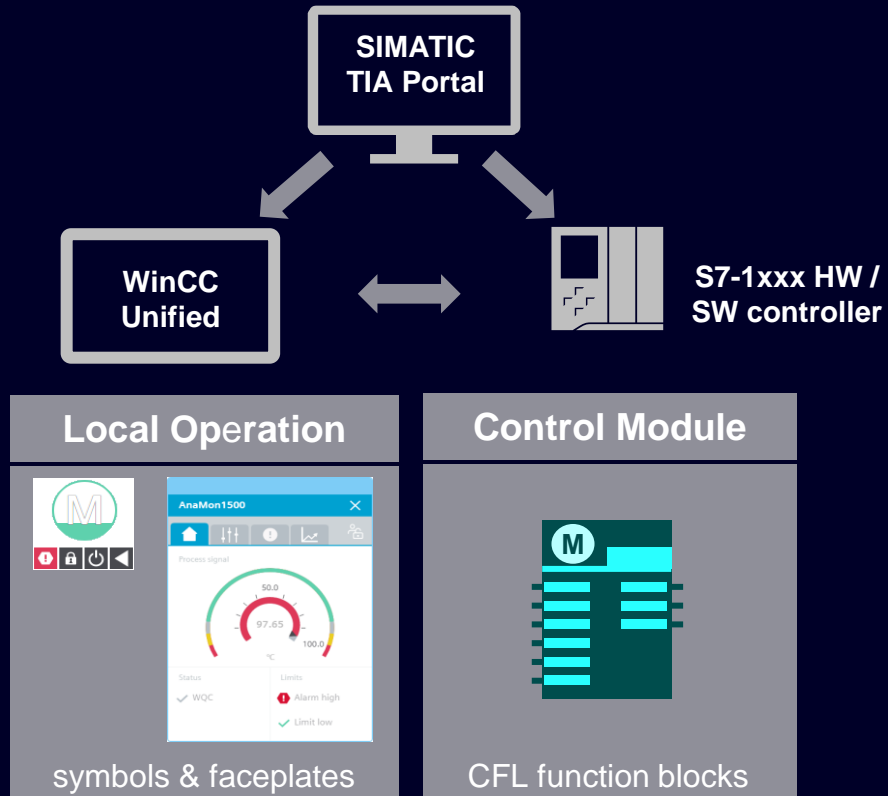 SIMATIC
TIA Portal
WinCC
Unified
S7-1xxx HW /
SW controller
Local Operation
Control Module
M
AnaMon1500
Process signal
50.0
97.65
100.0
°C
Status
Limits
WQC
Alarm high
Limit low
M
symbols & faceplates
CFL function blocks